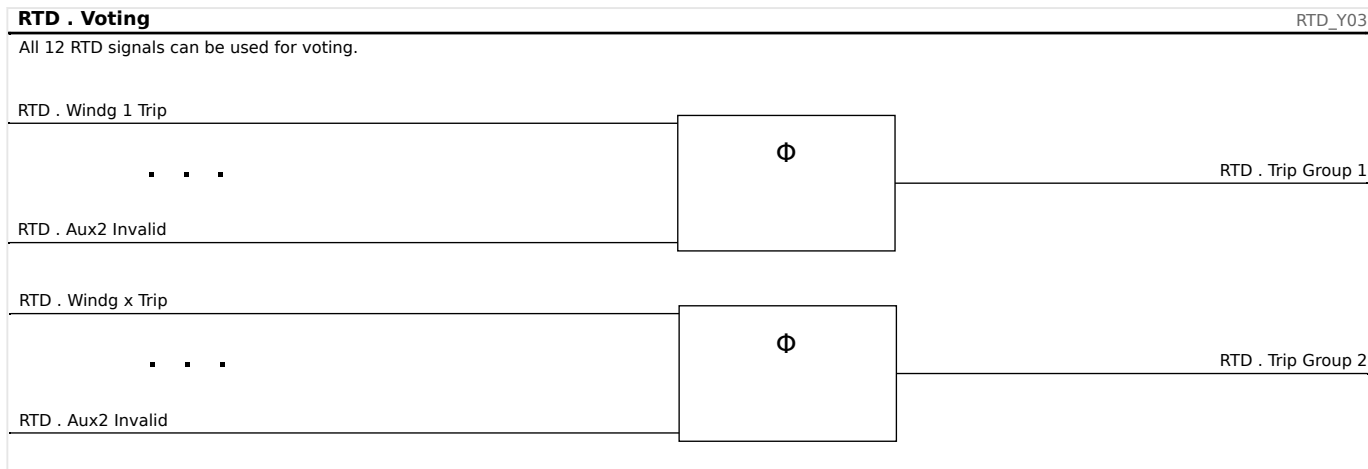 RTD . Voting
RTD_Y03
All 12 RTD signals can be used for voting.
RTD . Windg 1 Trip
Φ
. . .
RTD . Trip Group 1
RTD . Aux2 Invalid
RTD . Windg x Trip
Φ
. . .
RTD . Trip Group 2
RTD . Aux2 Invalid